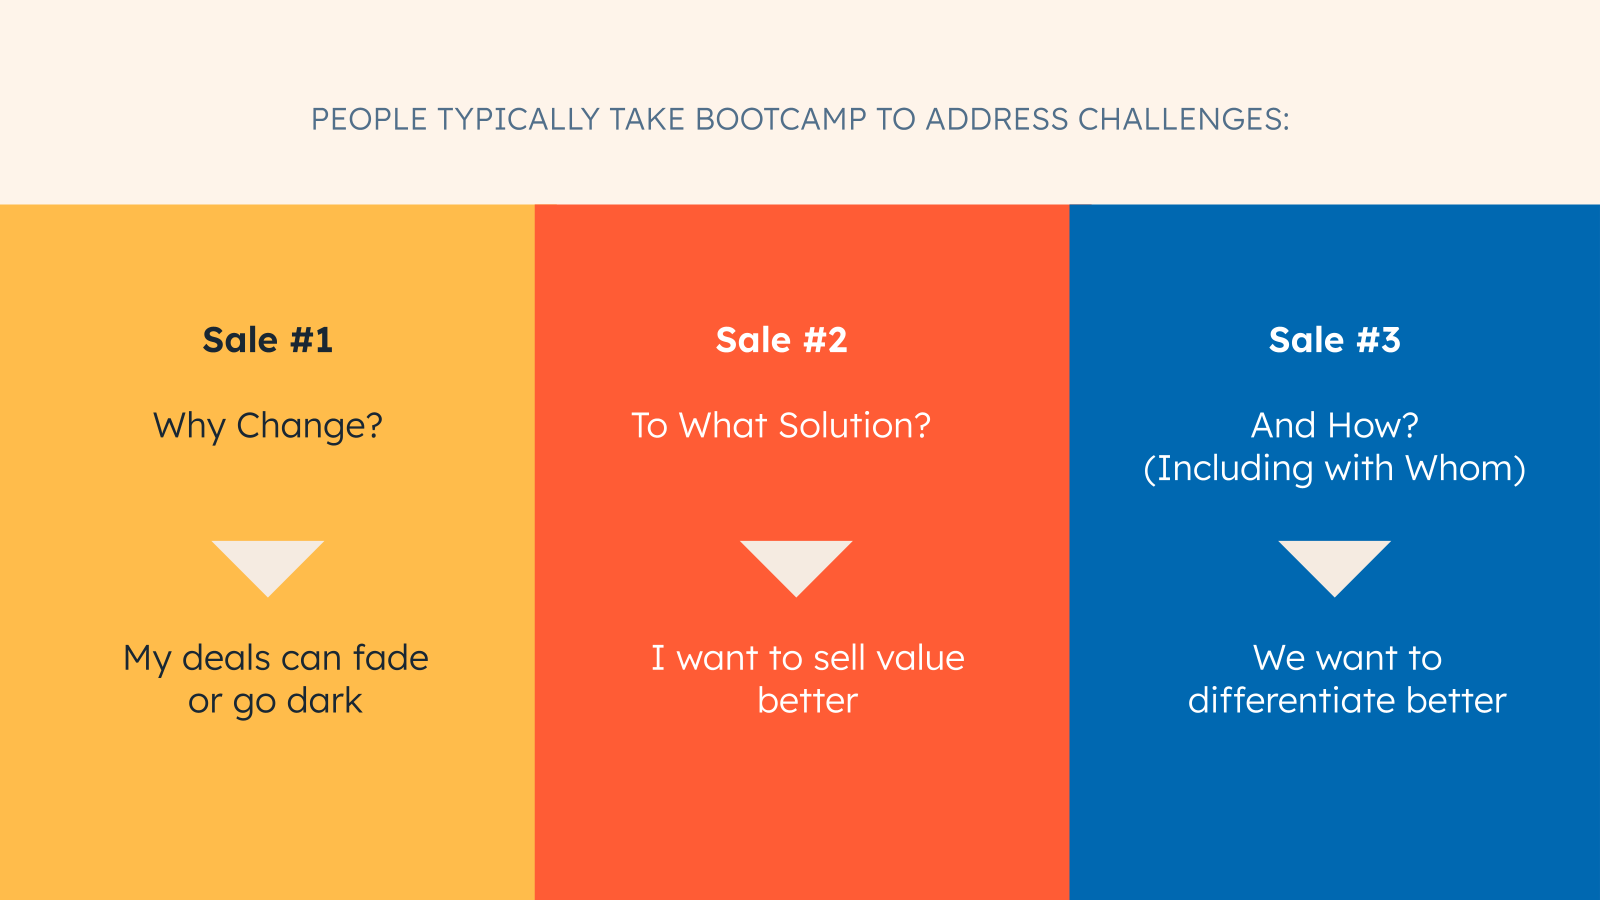 PEOPLE TYPICALLY TAKE BOOTCAMP TO ADDRESS CHALLENGES:
Sale #1
Why Change?
My deals can fade
or go dark
Sale #2
To What Solution?
I want to sell value
better
Sale #3
And How?
(Including with Whom)
We want to
differentiate better